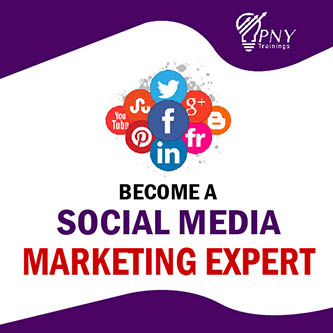 PNY
Trainings
You
Tube
g+
f
in
fr
BECOME A
SOCIAL MEDIA
MARKETING EXPERT